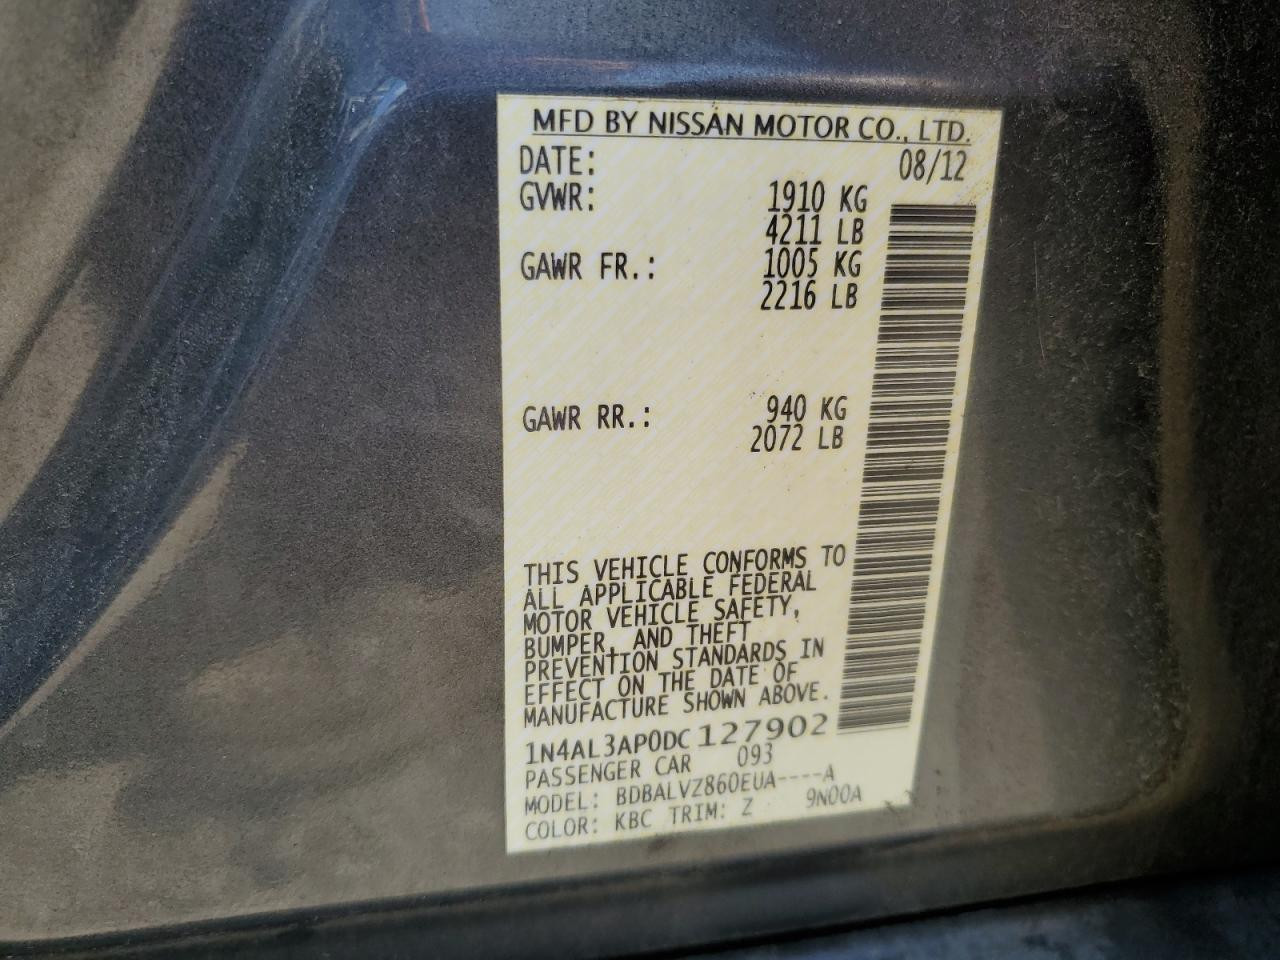 MFD BY NISSAN MOTOR CO., LTD.
DATE: 08/12
GVWR: 1910 KG
4211 LB
GAWR FR.: 1005 KG
2216 LB
GAWR RR.: 940 KG
2072 LB
THIS VEHICLE CONFORMS TO
ALL APPLICABLE FEDERAL
MOTOR VEHICLE SAFETY,
BUMPER, AND THEFT
PREVENTION STANDARDS IN
EFFECT ON THE DATE OF
MANUFACTURE SHOWN ABOVE.
1N4AL3AP0DC127902
PASSENGER CAR 093
MODEL: BDBALVZ860EUA----A
COLOR: KBC TRIM: Z 9N00A